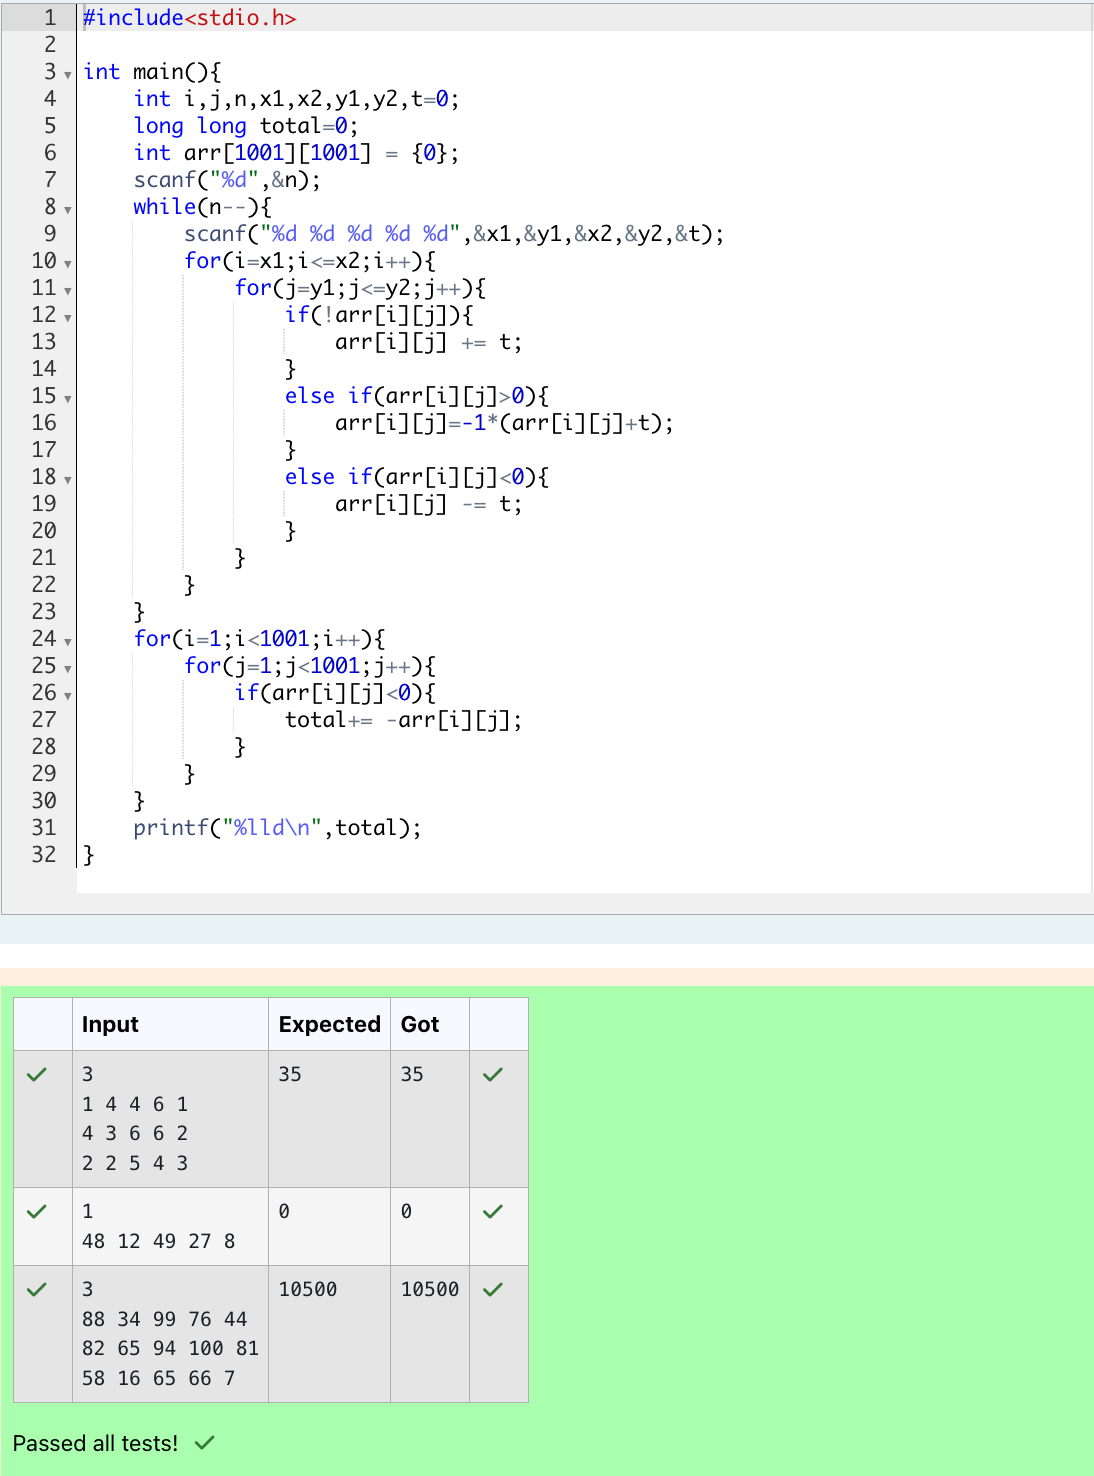 1 #include<stdio.h>
2
3 int main(){
4     int i,j,n,x1,x2,y1,y2,t=0;
5     long long total=0;
6     int arr[1001][1001] = {0};
7     scanf("%d",&n);
8     while(n--){
9         scanf("%d %d %d %d %d",&x1,&y1,&x2,&y2,&t);
10         for(i=x1;i<=x2;i++){
11             for(j=y1;j<=y2;j++){
12                 if(!arr[i][j]){
13                     arr[i][j] += t;
14                 }
15                 else if(arr[i][j]>0){
16                     arr[i][j]=-1*(arr[i][j]+t);
17                 }
18                 else if(arr[i][j]<0){
19                     arr[i][j] -= t;
20                 }
21             }
22         }
23     }
24     for(i=1;i<1001;i++){
25         for(j=1;j<1001;j++){
26             if(arr[i][j]<0){
27                 total+= -arr[i][j];
28             }
29         }
30     }
31     printf("%lld\n",total);
32 }
Input Expected Got
3 35 35
1 4 4 6 1
4 3 6 6 2
2 2 5 4 3
1 0 0
48 12 49 27 8
3 10500 10500
88 34 99 76 44
82 65 94 100 81
58 16 65 66 7
Passed all tests!